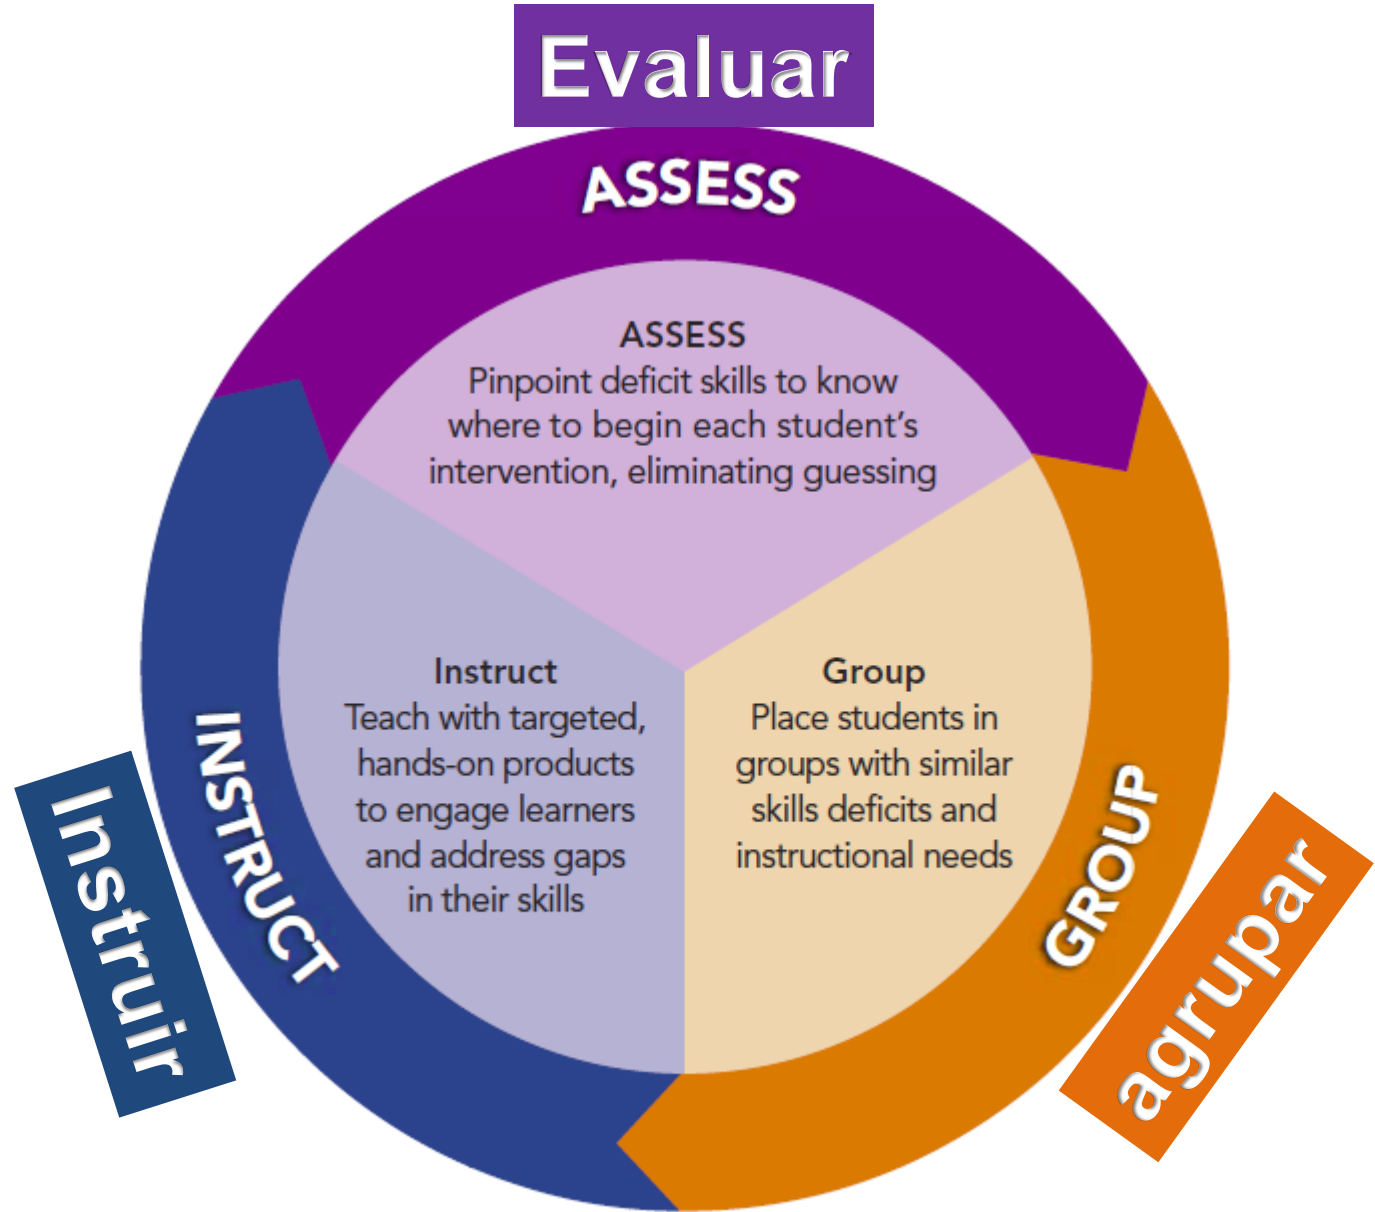 Evaluar
ASSESS
ASSESS
Pinpoint deficit skills to know
where to begin each student's
intervention, eliminating guessing
Instruct
Teach with targeted,
hands-on products
to engage learners
and address gaps
in their skills
Group
Place students in
groups with similar
skills deficits and
instructional needs
INSTRUCT
Instruir
GROUP
agrupar